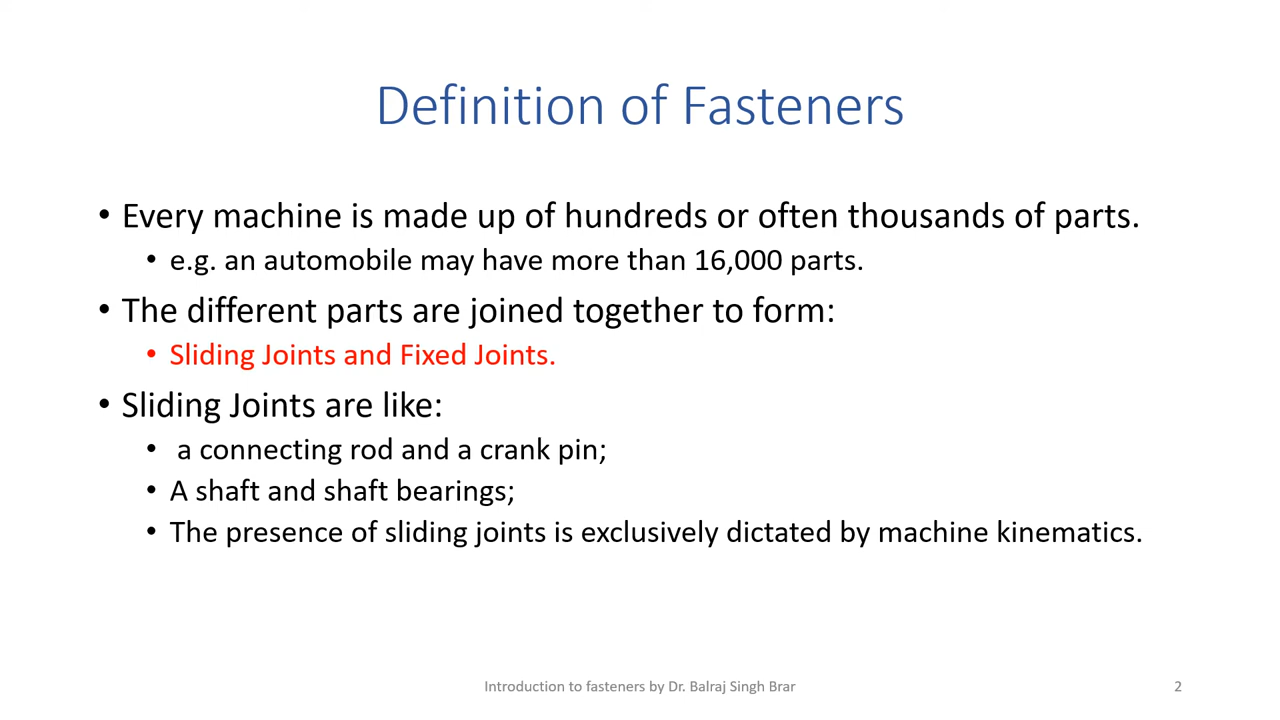 Definition of Fasteners
• Every machine is made up of hundreds or often thousands of parts.
• e.g. an automobile may have more than 16,000 parts.
• The different parts are joined together to form:
• Sliding Joints and Fixed Joints.
• Sliding Joints are like:
• a connecting rod and a crank pin;
• A shaft and shaft bearings;
• The presence of sliding joints is exclusively dictated by machine kinematics.
Introduction to fasteners by Dr. Balraj Singh Brar
2